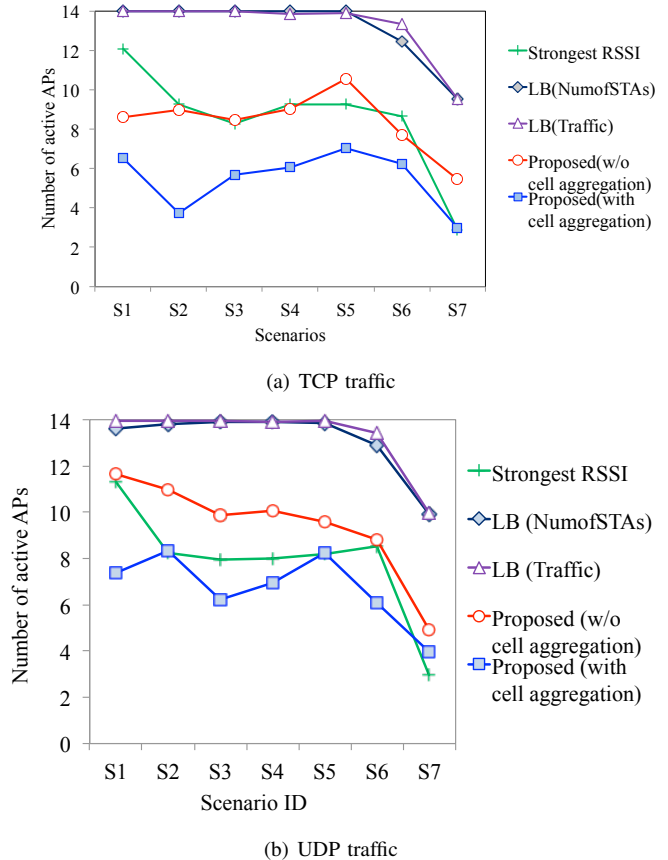 14
12
10
8
6
4
2
0
Number of active APs
S1 S2 S3 S4 S5 S6 S7
Scenarios
Strongest RSSI
LB(NumofSTAs)
LB(Traffic)
Proposed(w/o
cell aggregation)
Proposed(with
cell aggregation)
(a) TCP traffic
14
12
10
8
6
4
2
0
Number of active APs
S1 S2 S3 S4 S5 S6 S7
Scenario ID
Strongest RSSI
LB (NumofSTAs)
LB (Traffic)
Proposed (w/o
cell aggregation)
Proposed (with
cell aggregation)
(b) UDP traffic